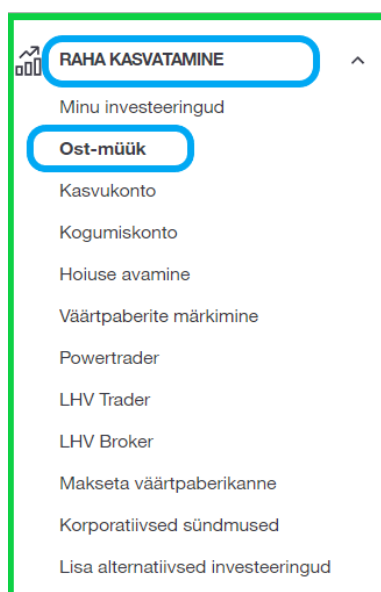 RAHA KASVATAMINE
Minu investeeringud
Ost-müük
Kasvukonto
Kogumiskonto
Hoiuse avamine
Väärtpaberite märkimine
Powertrader
LHV Trader
LHV Broker
Makseta väärtpaberikanne
Korporatiivsed sündmused
Lisa alternatiivsed investeeringud